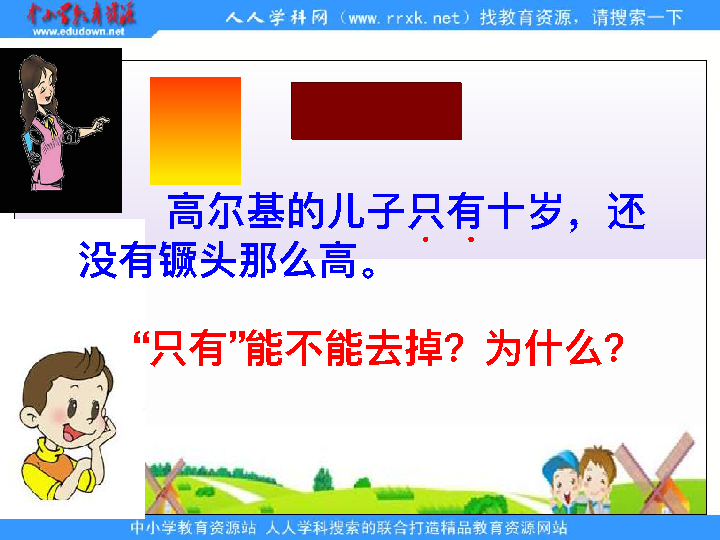 中小学教育资源
www.edudown.net
人人学科网（www.rrxk.net）找教育资源，请搜索一下
高尔基的儿子只有十岁，还
没有镢头那么高。
“只有”能不能去掉？为什么？
中小学教育资源站 人人学科搜索的联合打造精品教育资源网站